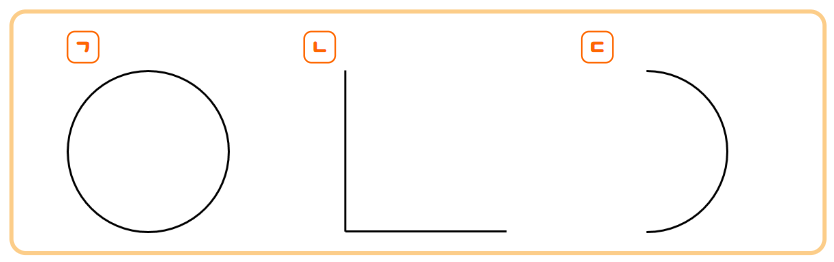 ㄱ ㄴ ㄷ